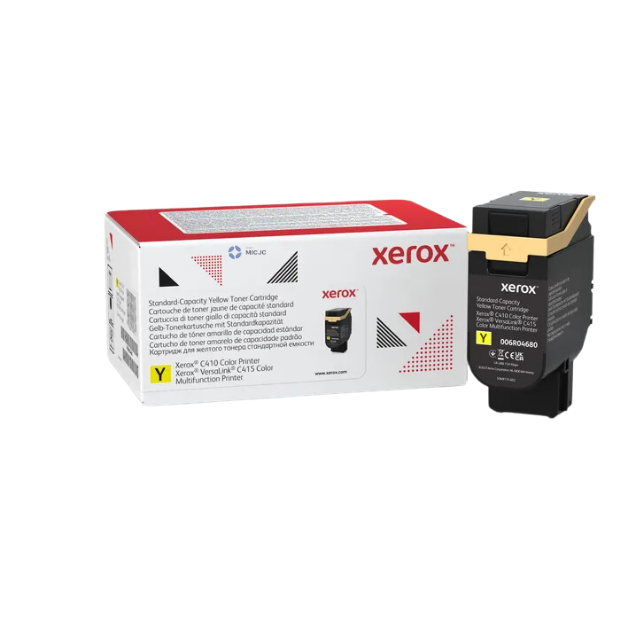 MICJC
xerox™
Standard-Capacity Yellow Toner Cartridge
Cartouche de toner jaune de capacité standard
Cartuccia di toner giallo di capacità standard
Gelb-Tonerkartusche mit Standardkapazität
Cartucho de tóner amarillo de capacidad estándar
Cartucho de toner amarelo de capacidade padrão
Картридж для желтого тонера стандартной емкости
Y
Xerox® C410 Color Printer
Xerox® VersaLink® C415 Color
Multifunction Printer
xerox™
www.xerox.com
xerox™
Standard-Capacity
Yellow Toner Cartridge
Xerox® C410 Color Printer
Xerox® VersaLink® C415
Color Multifunction Printer
Y
006R04680